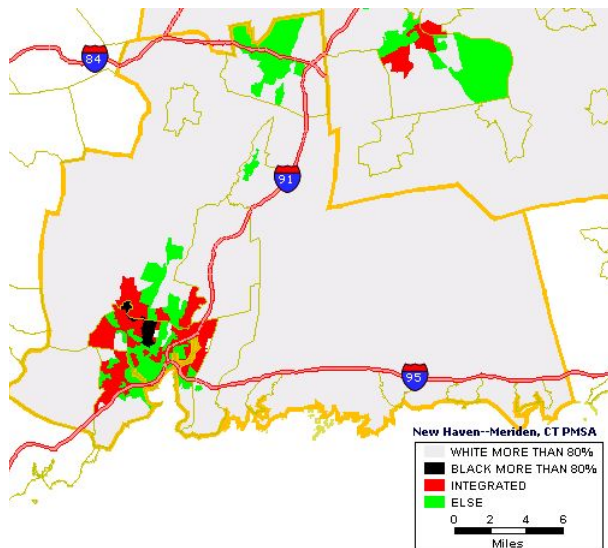 84
91
95
New Haven--Meriden, CT PMSA
WHITE MORE THAN 80%
BLACK MORE THAN 80%
INTEGRATED
ELSE
0 2 4 6
Miles